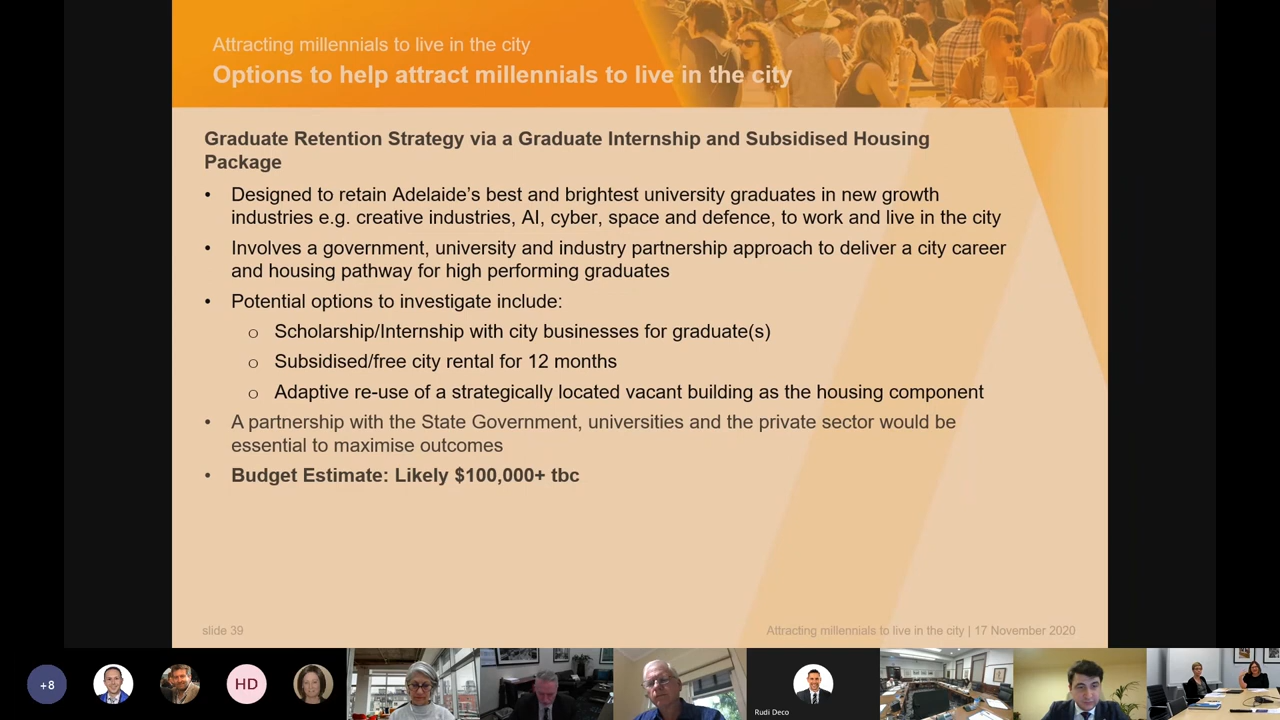 Attracting millennials to live in the city
Options to help attract millennials to live in the city
Graduate Retention Strategy via a Graduate Internship and Subsidised Housing
Package
• Designed to retain Adelaide’s best and brightest university graduates in new growth
industries e.g. creative industries, AI, cyber, space and defence, to work and live in the city
• Involves a government, university and industry partnership approach to deliver a city career
and housing pathway for high performing graduates
• Potential options to investigate include:
o Scholarship/Internship with city businesses for graduate(s)
o Subsidised/free city rental for 12 months
o Adaptive re-use of a strategically located vacant building as the housing component
• A partnership with the State Government, universities and the private sector would be
essential to maximise outcomes
• Budget Estimate: Likely $100,000+ tbc
slide 39
Attracting millennials to live in the city | 17 November 2020
+8
HD
Rudi Deco